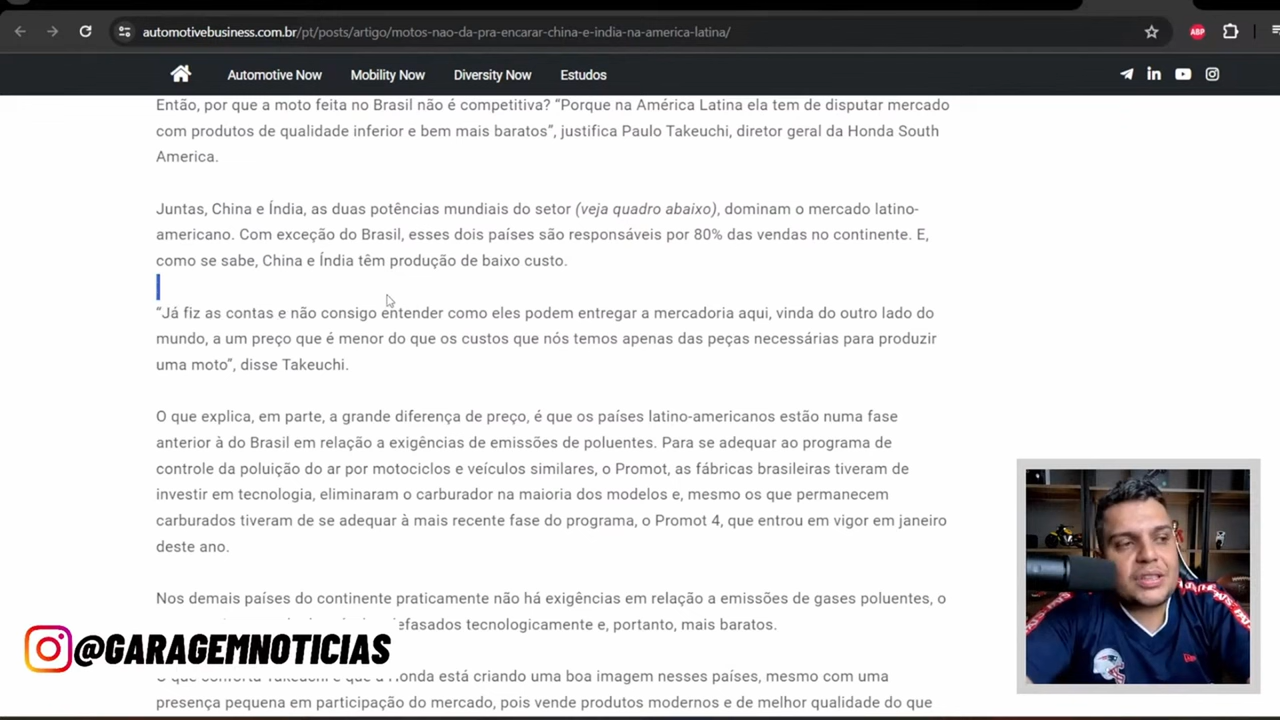 automotivebusiness.com.br/pt/posts/artigo/motos-nao-da-pra-encarar-china-e-india-na-america-latina/
ABP
Automotive Now Mobility Now Diversity Now Estudos
Então, por que a moto feita no Brasil não é competitiva? “Porque na América Latina ela tem de disputar mercado
com produtos de qualidade inferior e bem mais baratos”, justifica Paulo Takeuchi, diretor geral da Honda South
America.
Juntas, China e Índia, as duas potências mundiais do setor (veja quadro abaixo), dominam o mercado latino-
americano. Com exceção do Brasil, esses dois países são responsáveis por 80% das vendas no continente. E,
como se sabe, China e Índia têm produção de baixo custo.
“Já fiz as contas e não consigo entender como eles podem entregar a mercadoria aqui, vinda do outro lado do
mundo, a um preço que é menor do que os custos que nós temos apenas das peças necessárias para produzir
uma moto”, disse Takeuchi.
O que explica, em parte, a grande diferença de preço, é que os países latino-americanos estão numa fase
anterior à do Brasil em relação a exigências de emissões de poluentes. Para se adequar ao programa de
controle da poluição do ar por motociclos e veículos similares, o Promot, as fábricas brasileiras tiveram de
investir em tecnologia, eliminaram o carburador na maioria dos modelos e, mesmo os que permanecem
carburados tiveram de se adequar à mais recente fase do programa, o Promot 4, que entrou em vigor em janeiro
deste ano.
Nos demais países do continente praticamente não há exigências em relação a emissões de gases poluentes, o
defasados tecnologicamente e, portanto, mais baratos.
@GARAGEMNOTICIAS
Honda está criando uma boa imagem nesses países, mesmo com uma
presença pequena em participação do mercado, pois vende produtos modernos e de melhor qualidade do que